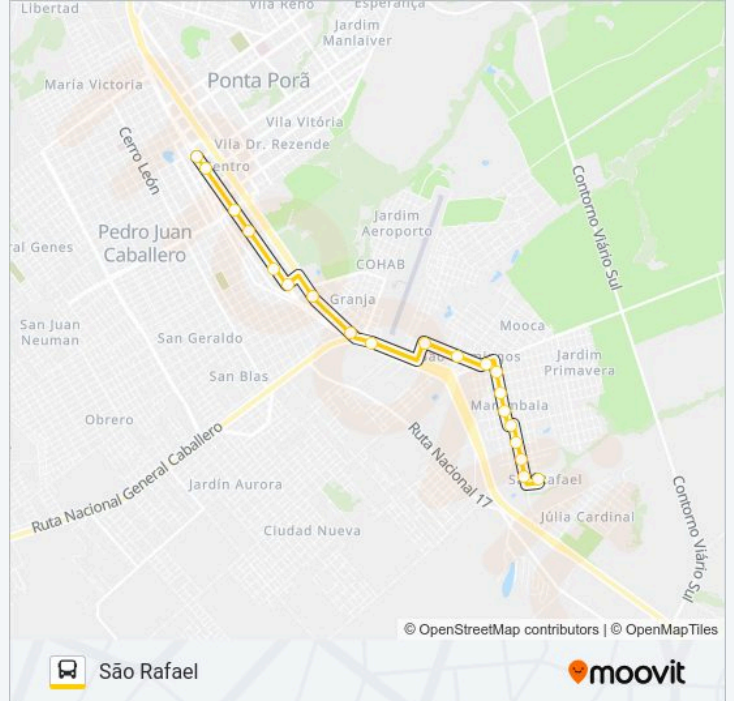 Libertad
Vila Reno
Esperança
Jardim
Manlaiver
María Victoria
Ponta Porã
Vila Vitória
Cerro León
Vila Dr. Rezende
Centro
Contorno Viário Sul
Jardim
Aeroporto
Pedro Juan
Caballero
ral Genes
COHAB
Granja
San Juan
Neuman
San Geraldo
Mooca
Jardim
Primavera
San Blas
Marambaia
Obrero
Ruta Nacional General Caballero
Ruta Nacional 17
Jardín Aurora
Rafael
Contorno Viário Sul
Júlia Cardinal
Ciudad Nueva
© OpenStreetMap contributors | © OpenMapTiles
São Rafael
moovit